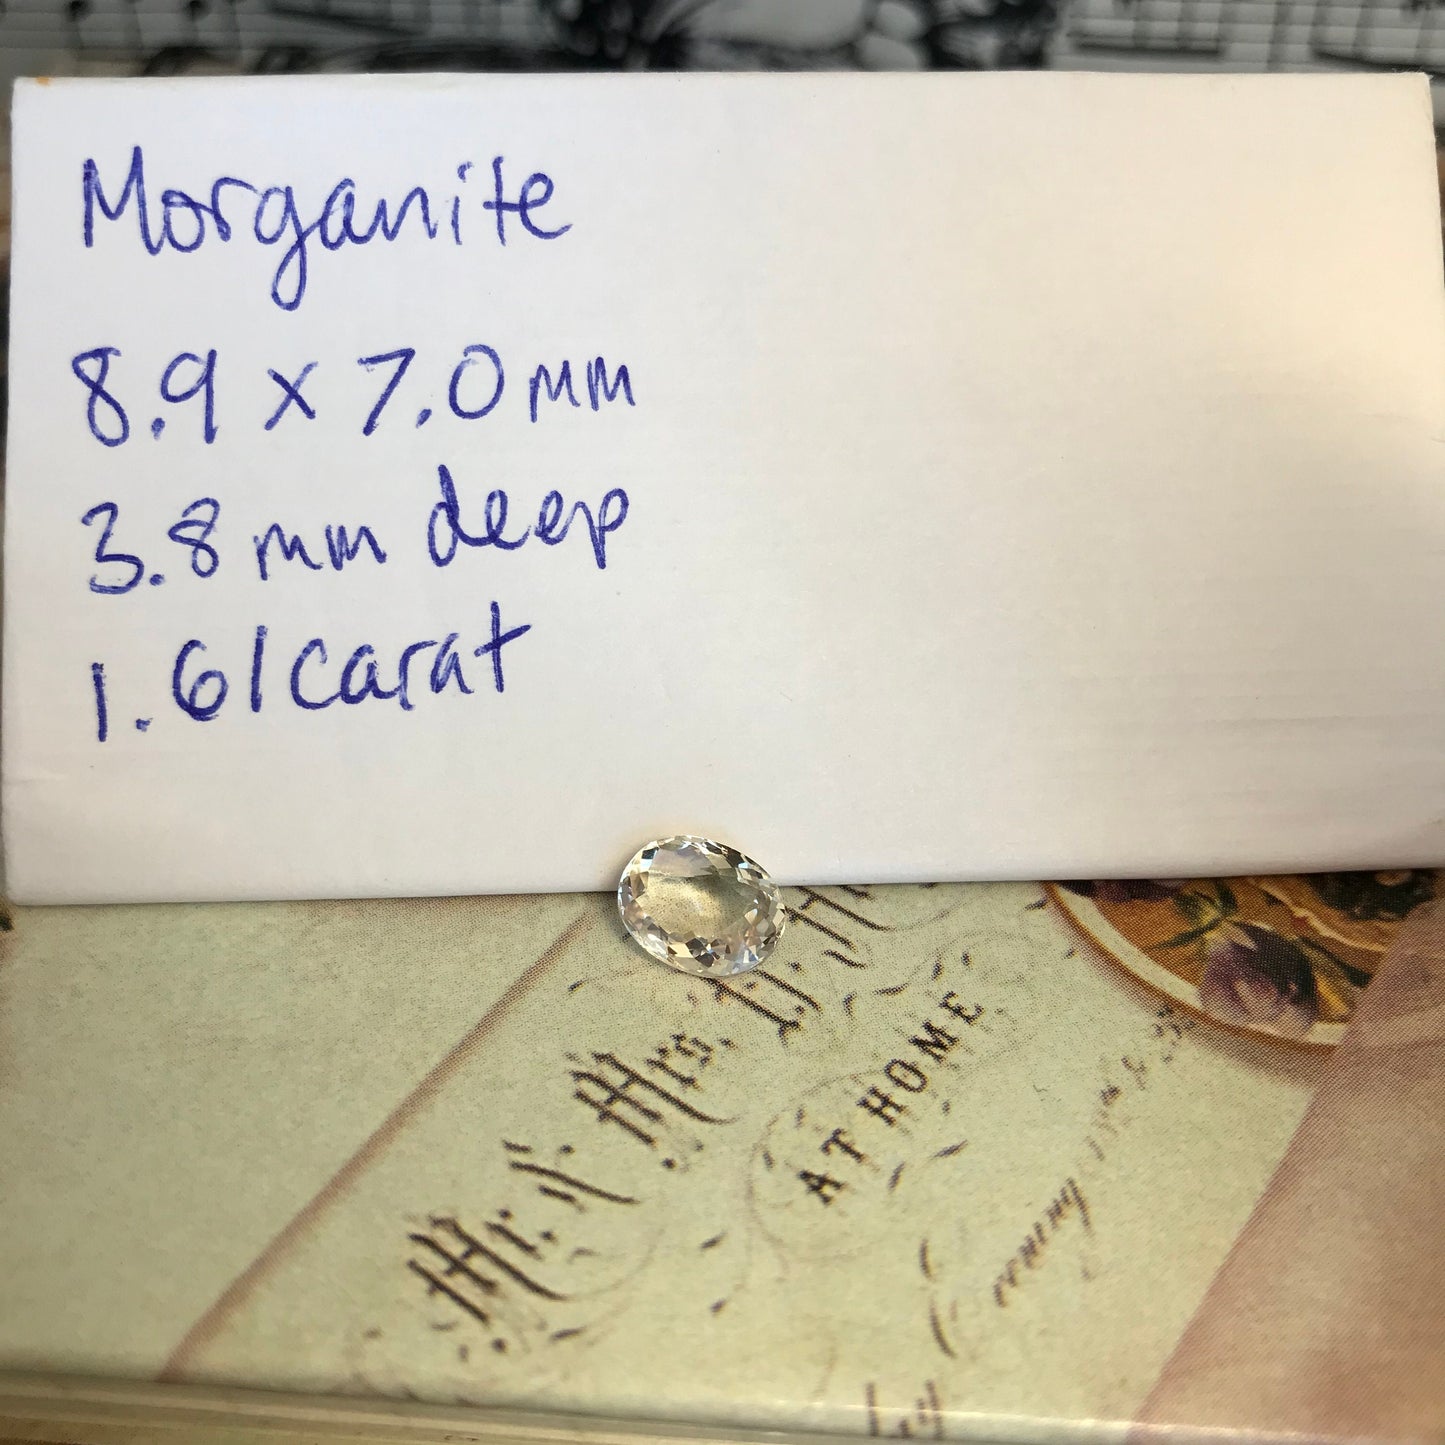 Morganite
8.9 x 7.0mm
3.8mm deep
1.61carat
Mr. & Mrs.
AT HOME